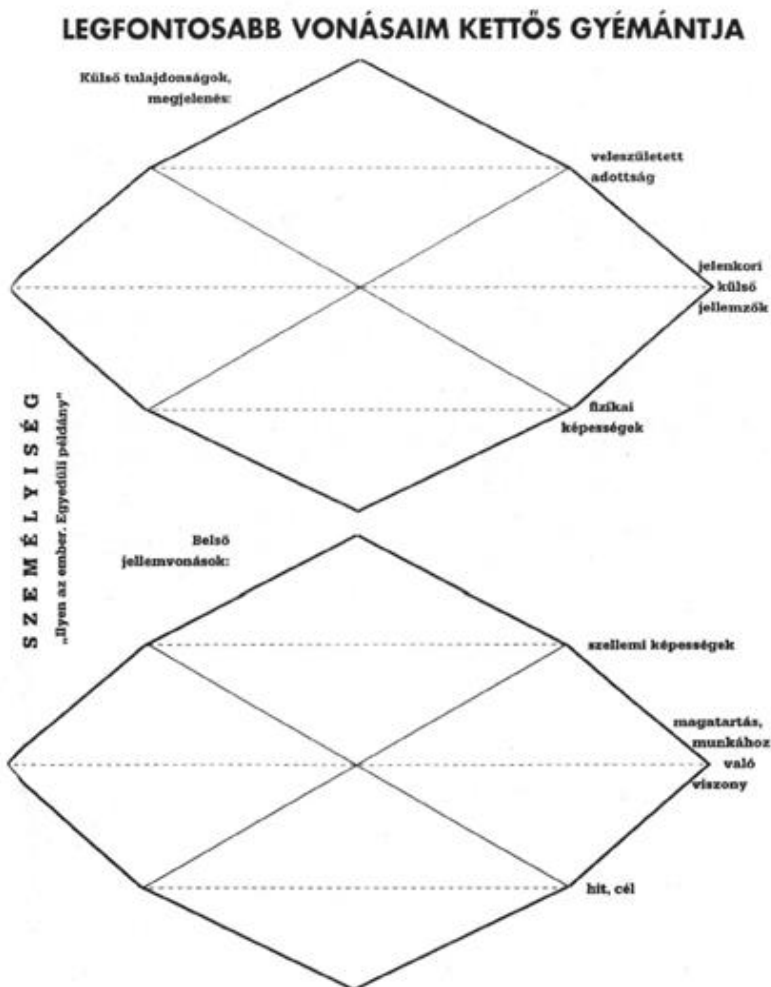 LEGFONTOSABB VONÁSAIM KETTŐS GYÉMÁNTJA
Külső tulajdonságok,
megjelenés:
veleszületett
adottság
jelenkori
külső
jellemzők
fizikai
képességek
SZEMÉLYISÉG
„Ilyen az ember. Egyedüli példány”
Belső
jellemvonások:
szellemi képességek
magatartás,
munkához
való
viszony
hit, cél